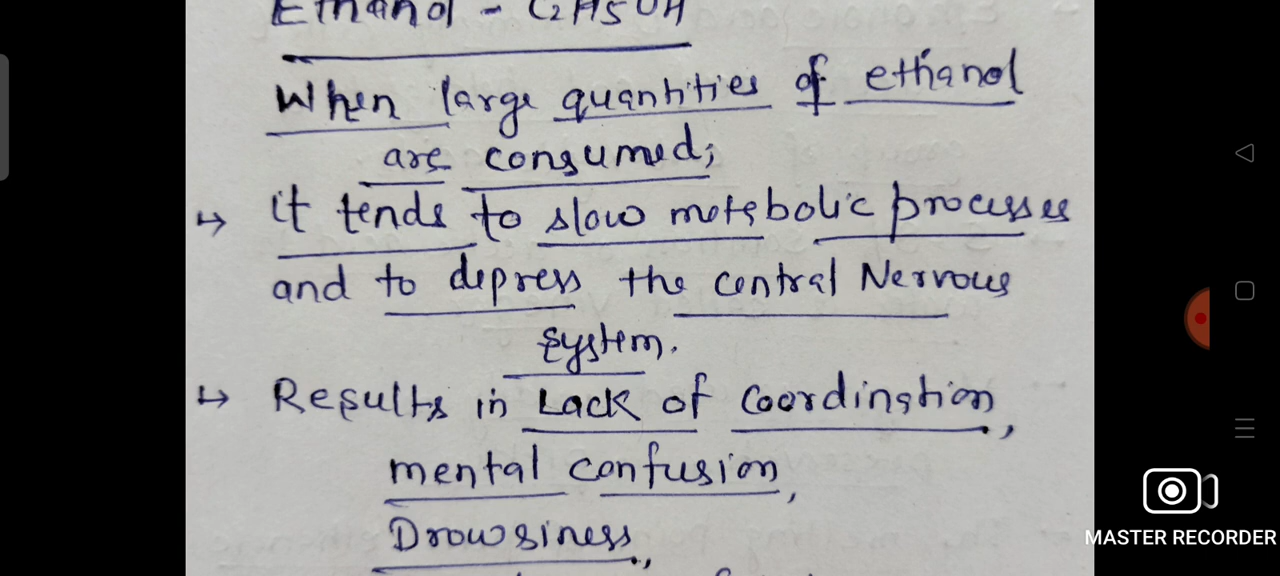 Ethanol - C2H5OH
When large quantities of ethanol
are consumed;
↳ it tends to slow metabolic processes
and to depress the central Nervous
System.
↳ Results in Lack of Coordination,
mental confusion,
Drowsiness,
MASTER RECORDER